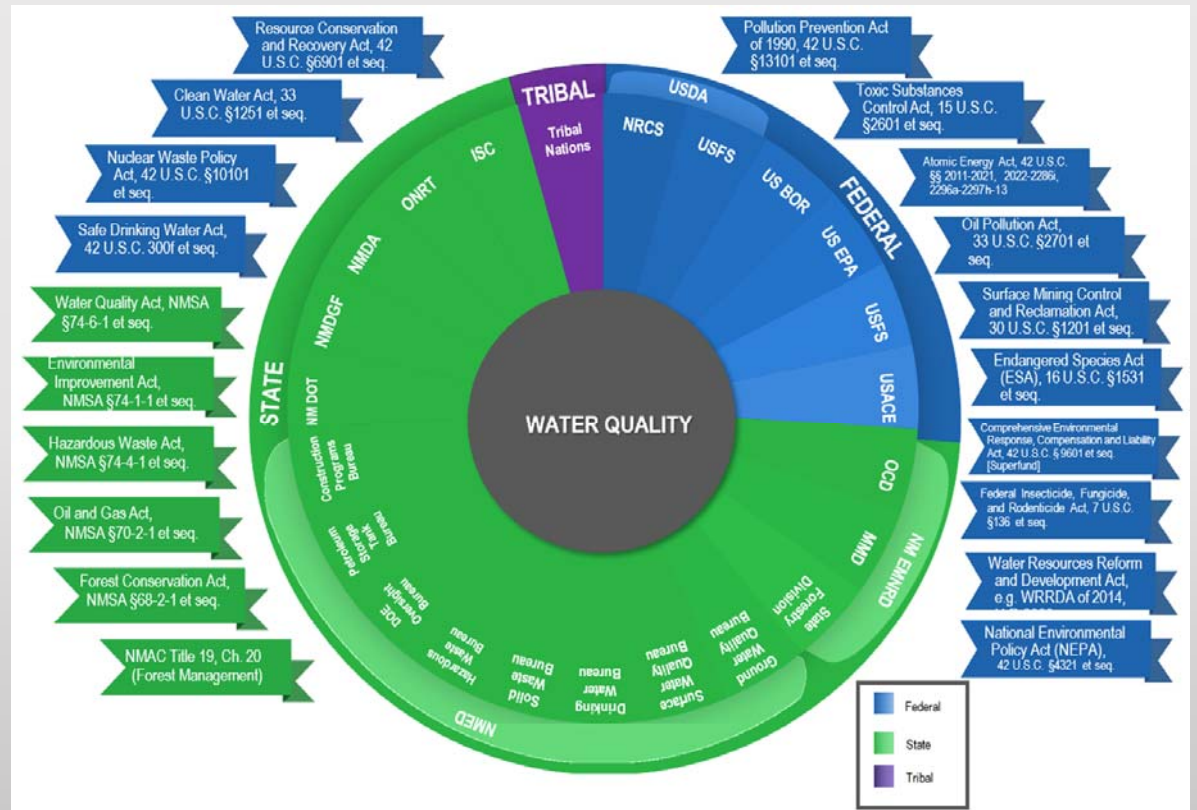 Resource Conservation
and Recovery Act, 42
U.S.C. §6901 et seq.
Clean Water Act, 33
U.S.C. §1251 et seq.
Nuclear Waste Policy
Act, 42 U.S.C. §10101
et seq.
Safe Drinking Water Act,
42 U.S.C. 300f et seq.
Water Quality Act, NMSA
§74-6-1 et seq.
Environmental
Improvement Act,
NMSA §74-1-1 et seq.
Hazardous Waste Act,
NMSA §74-4-1 et seq.
Oil and Gas Act,
NMSA §70-2-1 et seq.
Forest Conservation Act,
NMSA §68-2-1 et seq.
NMAC Title 19, Ch. 20
(Forest Management)
TRIBAL
Tribal
Nations
FEDERAL
USDA
NRCS
USFS
US BOR
US EPA
USFS
USACE
STATE
NM EMNRD
OCD
MMD
State
Forestry
Division
NMED
Ground
Water
Quality
Bureau
Surface
Water
Quality
Bureau
Drinking
Water
Bureau
Solid
Waste
Bureau
Hazardous
Waste
Bureau
DOE
Oversight
Bureau
Petroleum
Storage
Tank
Bureau
Construction
Programs
Bureau
NM DOT
NMDGF
NMDA
ONRT
ISC
WATER QUALITY
Pollution Prevention Act
of 1990, 42 U.S.C.
§13101 et seq.
Toxic Substances
Control Act, 15 U.S.C.
§2601 et seq.
Atomic Energy Act, 42 U.S.C.
§§ 2011-2021, 2022-2286i,
2296a-2297h-13
Oil Pollution Act,
33 U.S.C. §2701 et
seq.
Surface Mining Control
and Reclamation Act,
30 U.S.C. §1201 et seq.
Endangered Species Act
(ESA), 16 U.S.C. §1531
et seq.
Comprehensive Environmental
Response, Compensation and Liability
Act, 42 U.S.C. § 9601 et seq.
[Superfund]
Federal Insecticide, Fungicide,
and Rodenticide Act, 7 U.S.C.
§136 et seq.
Water Resources Reform
and Development Act,
e.g. WRRDA of 2014,
National Environmental
Policy Act (NEPA),
42 U.S.C. §4321 et seq.
Federal
State
Tribal